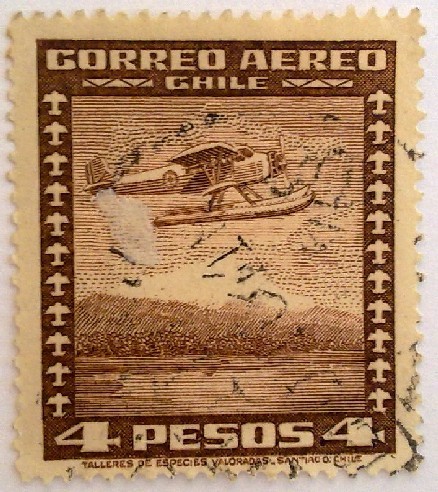 CORREO AEREO
CHILE
4 PESOS 4
TALLERES DE ESPECIES VALORADAS., SANTIAGO. CHILE